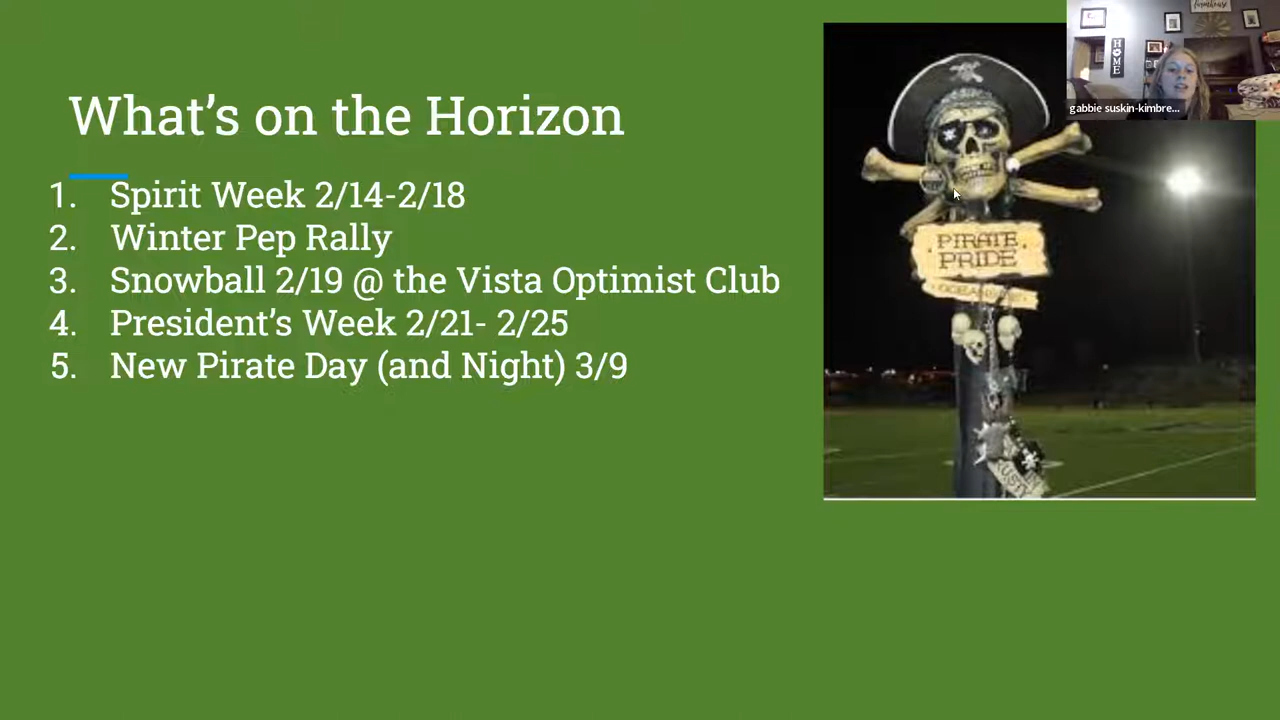 What's on the Horizon
1. Spirit Week 2/14-2/18
2. Winter Pep Rally
3. Snowball 2/19 @ the Vista Optimist Club
4. President's Week 2/21- 2/25
5. New Pirate Day (and Night) 3/9
PIRATE
PRIDE
HOME
gabbie suskin-kimbre...